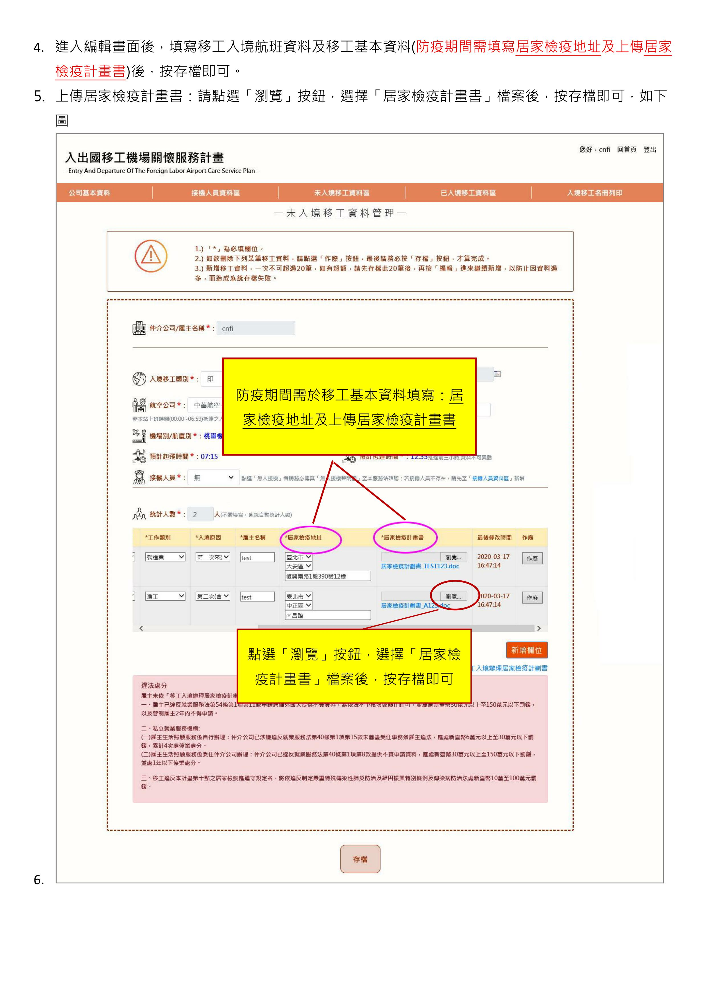 4. 進入編輯畫面後，填寫移工入境航班資料及移工基本資料(防疫期間需填寫居家檢疫地址及上傳居家
檢疫計畫書)後，按存檔即可。
5. 上傳居家檢疫計畫書：請點選「瀏覽」按鈕，選擇「居家檢疫計畫書」檔案後，按存檔即可，如下
圖
您好，cnfi 回首頁 登出
入出國移工機場關懷服務計畫
- Entry And Departure Of The Foreign Labor Airport Care Service Plan -
公司基本資料 接機人員資料區 未入境移工資料區 已入境移工資料區 入境移工名冊列印
—未入境移工資料管理—
1.) 「*」為必填欄位。
2.) 如欲刪除下列某筆移工資料，請點選「作廢」按鈕，最後請務必按「存檔」按鈕，才算完成。
3.) 新增移工資料，一次不可超過20筆，如有超額，請先存檔此20筆後，再按「編輯」進來繼續新增，以防止因資料過
多，而造成系統存檔失敗。
仲介公司/雇主名稱*： cnfi
入境移工國別*： 印
防疫期間需於移工基本資料填寫：居
家檢疫地址及上傳居家檢疫計畫書
航空公司*： 中華航空-
非本站上班時間(00:00~06:59)抵達之
機場別/航廈別*：桃園機
預計起飛時間*：07:15 預計抵達時間*：12:35抵達前三小時,資料不可異動
接機人員*： 無 點選「無人接機」者請務必傳真「無人接機聲明書」至本服務站確認；若接機人員不存在，請先至「接機人員資料區」新增
統計人數*： 2 人(不需填寫，系統自動統計人數)
*工作類別 *入境原因 *雇主名稱 *居家檢疫地址 *居家檢疫計畫書 最後修改時間 作廢
製造業 第一次來 test 臺北市 瀏覽... 2020-03-17 作廢
大安區 居家檢疫計劃書_TEST123.doc 16:47:14
復興南路1段390號12樓
漁工 第二次(含 test 臺北市 瀏覽... 2020-03-17 作廢
中正區 居家檢疫計劃書_A123.doc 16:47:14
南昌路
點選「瀏覽」按鈕，選擇「居家檢
疫計畫書」檔案後，按存檔即可
新增欄位
工入境辦理居家檢疫計劃書
違法處分
雇主未依「移工入境辦理居家檢疫計畫
一、雇主已違反就業服務法第54條第1項第11款申請聘僱外國人提供不實資料，將依法不予核發或廢止許可，並應處新臺幣30萬元以上至150萬元以下罰鍰，
以及管制雇主2年內不得申請。
二、私立就業服務機構:
(一)雇主生活照顧服務係自行辦理：仲介公司已涉嫌違反就業服務法第40條第1項第15款未善盡受任事務致雇主違法，應處新臺幣6萬元以上至30萬元以下罰
鍰，累計4次處停業處分。
(二)雇主生活照顧服務係委任仲介公司辦理：仲介公司已違反就業服務法第40條第1項第8款提供不實申請資料，應處新臺幣30萬元以上至150萬元以下罰鍰，
並處1年以下停業處分。
三、移工違反本計畫第十點之居家檢疫應遵守規定者，將依違反制定嚴重特殊傳染性肺炎防治及紓困振興特別條例及傳染病防治法處新臺幣10萬至100萬元罰
鍰。
存檔
6.